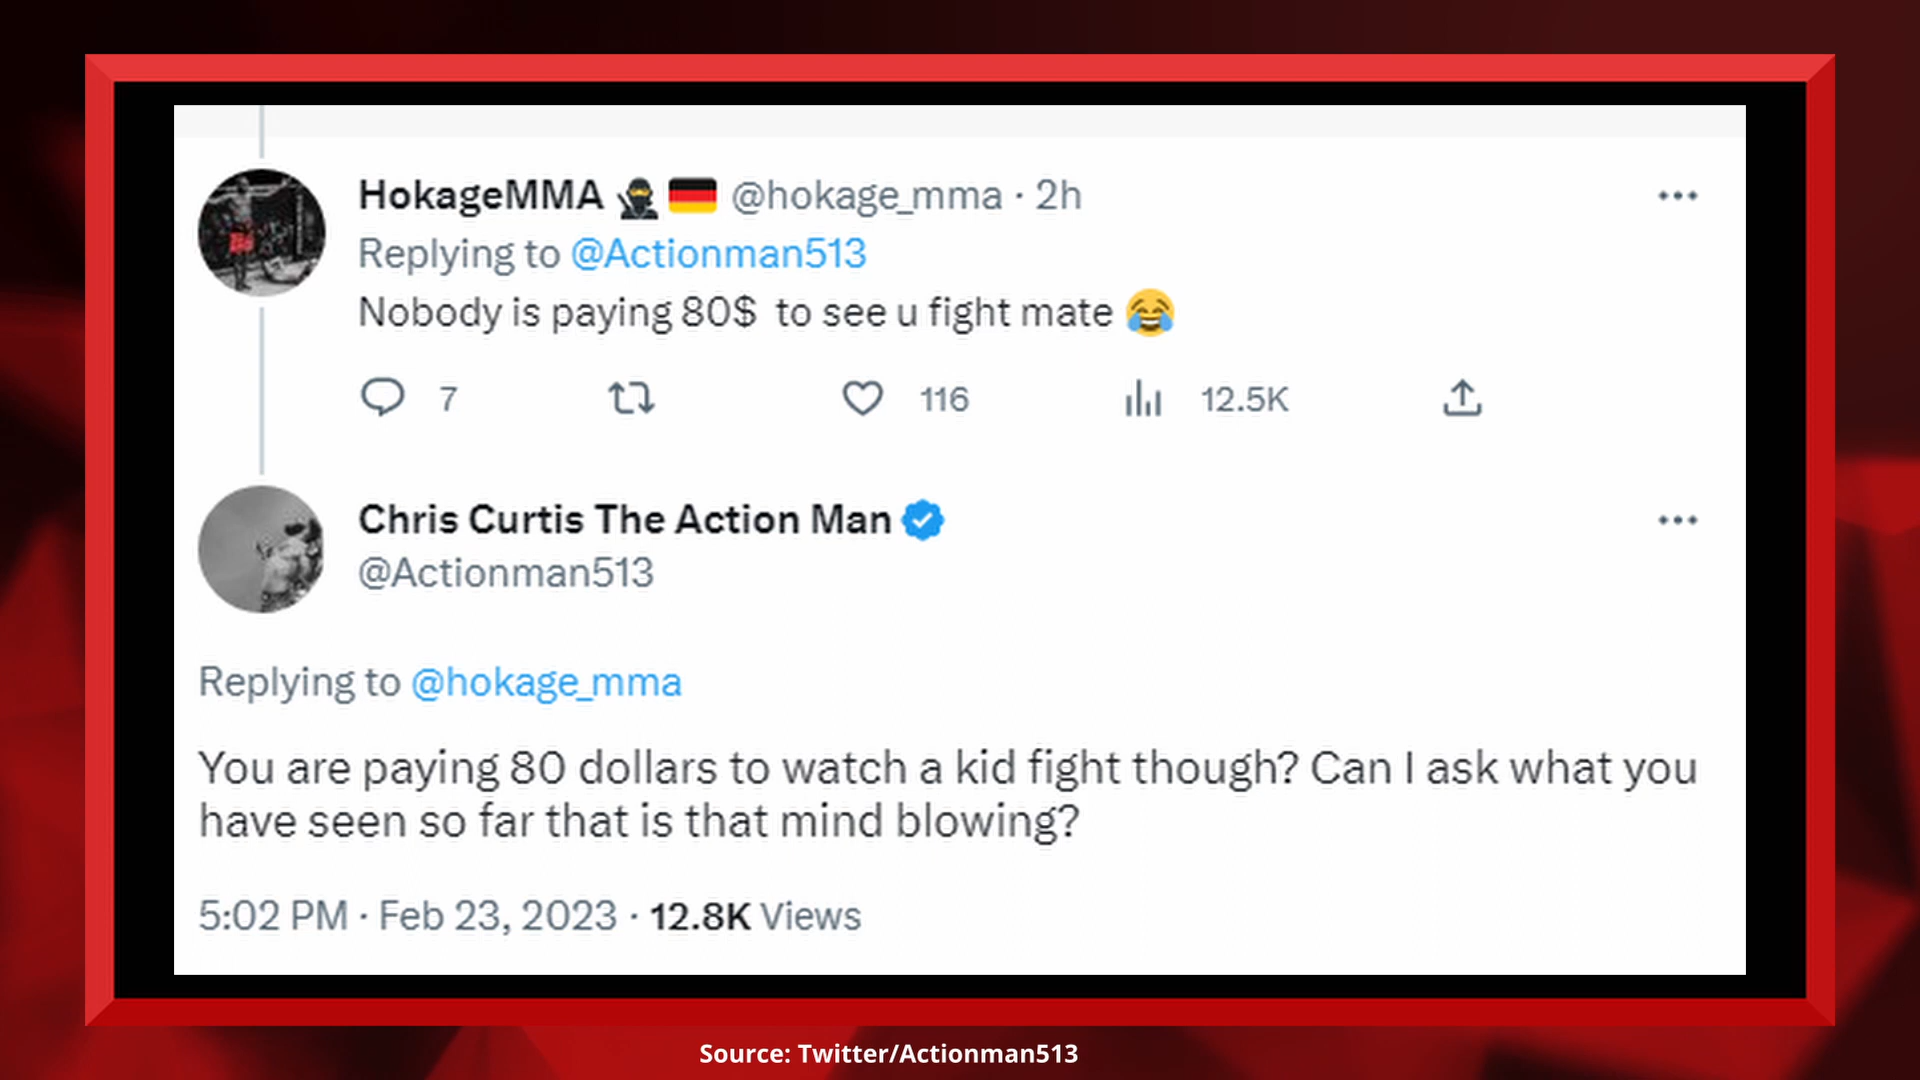 HokageMMA 🥷🇩🇪 @hokage_mma · 2h
Replying to @Actionman513
Nobody is paying 80$  to see u fight mate 😂
7 116 12.5K
Chris Curtis The Action Man
@Actionman513
Replying to @hokage_mma
You are paying 80 dollars to watch a kid fight though? Can I ask what you
have seen so far that is that mind blowing?
5:02 PM · Feb 23, 2023 · 12.8K Views
Source: Twitter/Actionman513